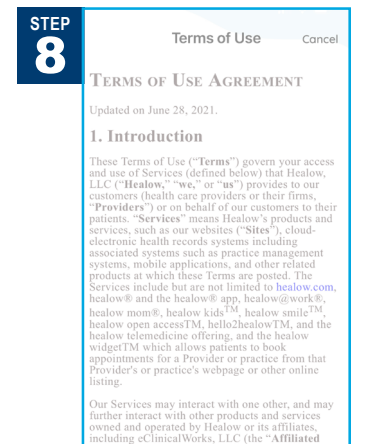 STEP
8
Terms of Use Cancel
TERMS OF USE AGREEMENT
Updated on June 28, 2021.
1. Introduction
These Terms of Use (“Terms”) govern your access
and use of Services (defined below) that Healow,
LLC (“Healow,” “we,” or “us”) provides to our
customers (health care providers or their firms,
“Providers”) or on behalf of our customers to their
patients. “Services” means Healow’s products and
services, such as our websites (“Sites”), cloud-
electronic health records systems including
associated systems such as practice management
systems, mobile applications, and other related
products at which these Terms are posted. The
Services include but are not limited to healow.com,
healow® and the healow® app, healow@work®,
healow mom®, healow kidsTM, healow smileTM,
healow open accessTM, hello2healowTM, and the
healow telemedicine offering, and the healow
widgetTM which allows patients to book
appointments for a Provider or practice from that
Provider's or practice's webpage or other online
listing.
Our Services may interact with one other, and may
further interact with other products and services
owned and operated by Healow or its affiliates,
including eClinicalWorks, LLC (the “Affiliated